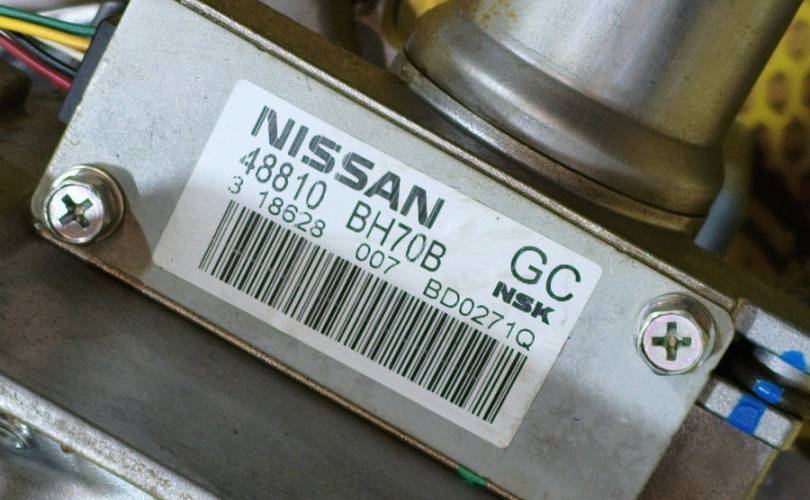 NISSAN
48810 BH70B GC
3 18628 007 BD0271Q
NSK